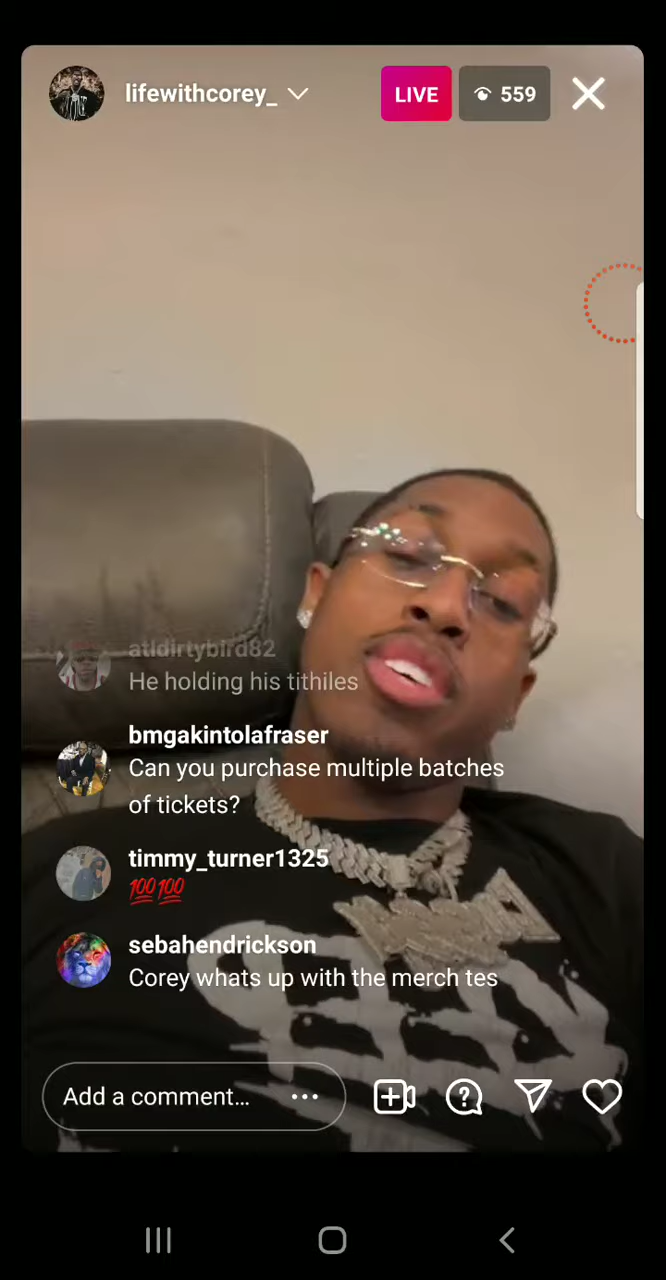 lifewithcorey_
LIVE
559
atldirtybird82
He holding his tithiles
bmgakintolafraser
Can you purchase multiple batches
of tickets?
timmy_turner1325
💯💯
sebahendrickson
Corey whats up with the merch tes
Add a comment...